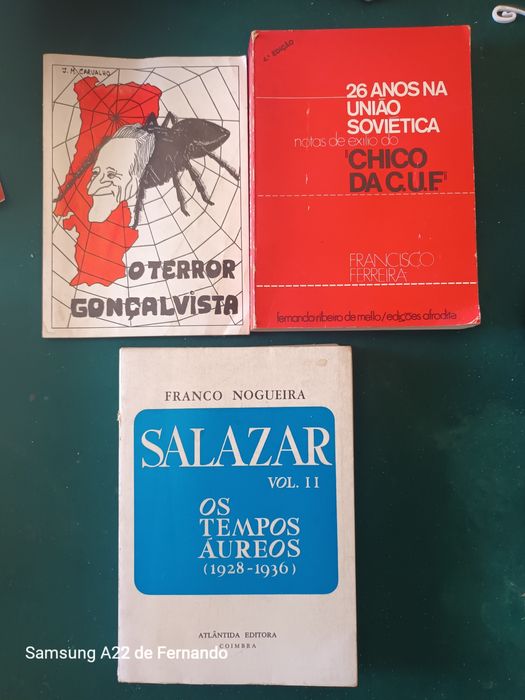 J. M. CARVALHO
O TERROR
GONÇALVISTA
4.ª EDIÇÃO
26 ANOS NA
UNIÃO
SOVIÉTICA
notas de exílio do
"CHICO
DA C.U.F."
FRANCISCO
FERREIRA
fernando ribeiro de mello/edições afrodite
FRANCO NOGUEIRA
SALAZAR
VOL. II
OS
TEMPOS
ÁUREOS
(1928-1936)
ATLÂNTIDA EDITORA
COIMBRA
Samsung A22 de Fernando